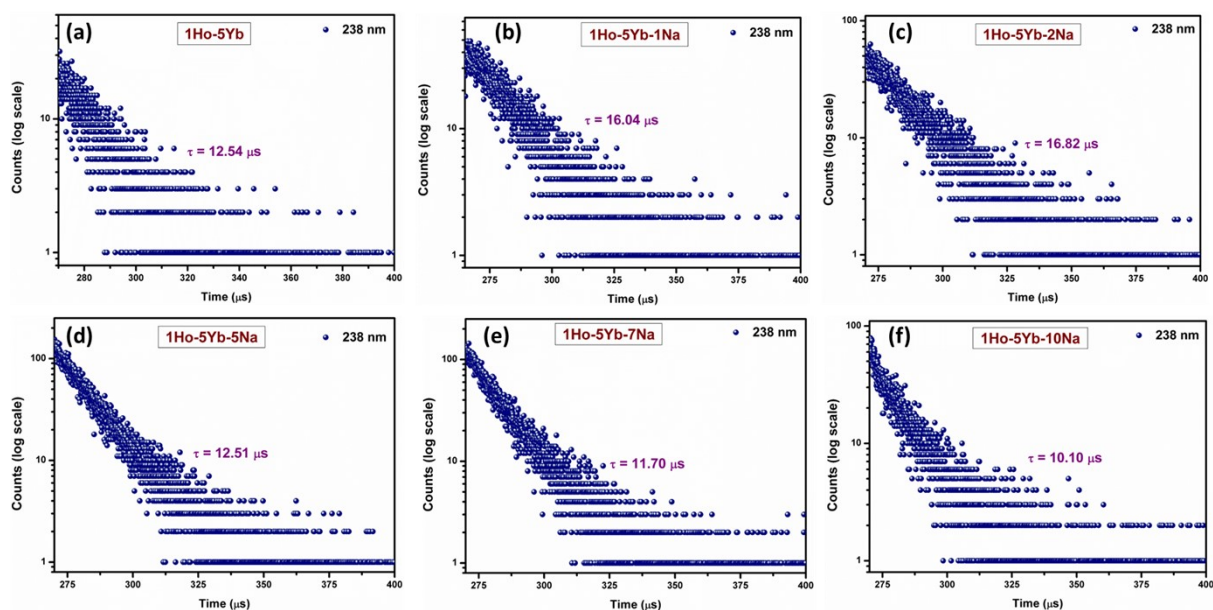 (a)
1Ho-5Yb
238 nm
Counts (log scale)
10
1
τ = 12.54 μs
280 300 320 340 360 380 400
Time (μs)
(b)
1Ho-5Yb-1Na
238 nm
Counts (log scale)
10
1
τ = 16.04 μs
275 300 325 350 375 400
Time (μs)
(c)
1Ho-5Yb-2Na
238 nm
Counts (log scale)
100
10
1
τ = 16.82 μs
275 300 325 350 375 400
Time (μs)
(d)
1Ho-5Yb-5Na
238 nm
Counts (log scale)
100
10
1
τ = 12.51 μs
275 300 325 350 375 400
Time (μs)
(e)
1Ho-5Yb-7Na
238 nm
Counts (log scale)
100
10
1
τ = 11.70 μs
275 300 325 350 375 400
Time (μs)
(f)
1Ho-5Yb-10Na
238 nm
Counts (log scale)
100
10
1
τ = 10.10 μs
275 300 325 350 375 400
Time (μs)